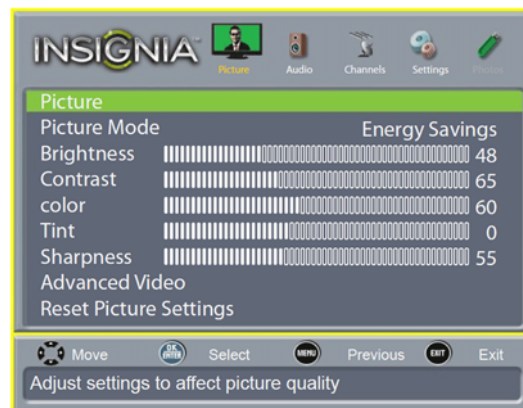 INSIGNIA
Picture Audio Channels Settings Photos
Picture
Picture Mode Energy Savings
Brightness 48
Contrast 65
color 60
Tint 0
Sharpness 55
Advanced Video
Reset Picture Settings
Move OK ENTER Select MENU Previous EXIT Exit
Adjust settings to affect picture quality